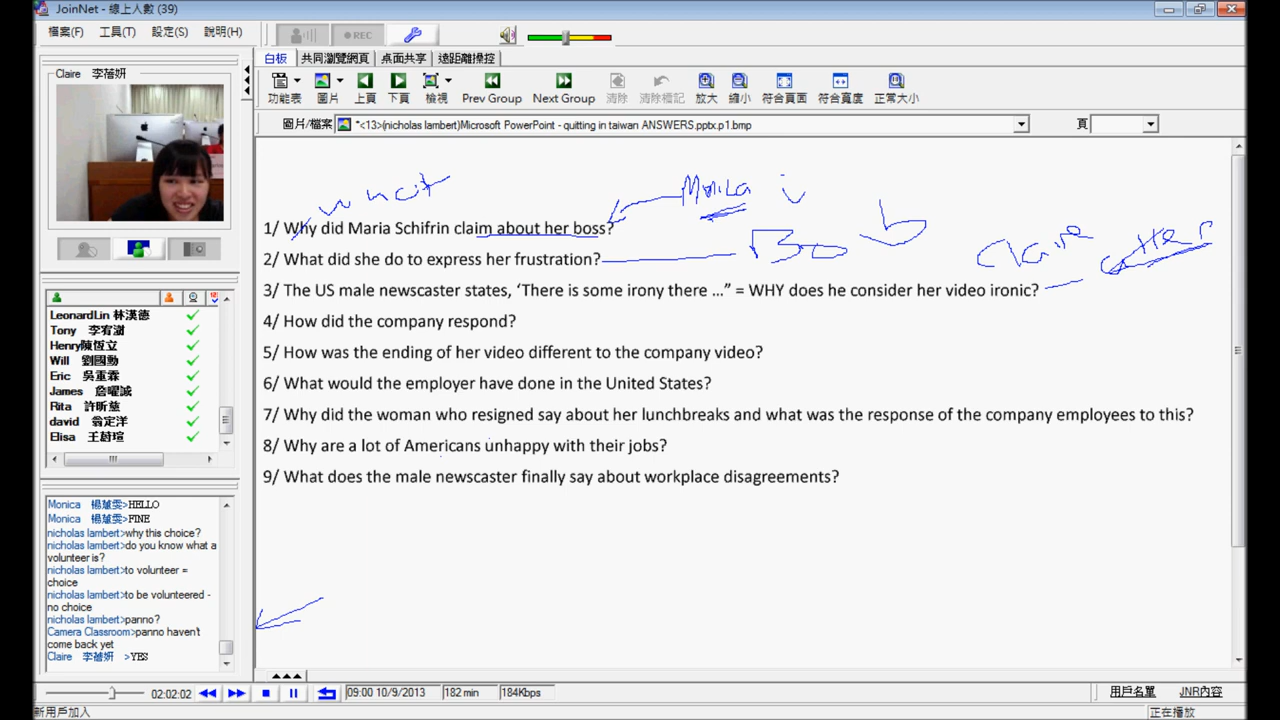 JoinNet - 線上人數 (39)
檔案(F) 工具(T) 設定(S) 說明(H)
REC
Claire 李蓓妍
白板 共同瀏覽網頁 桌面共享 遠距離操控
功能表 圖片 上頁 下頁 檢視 Prev Group Next Group 清除 清除標記 放大 縮小 符合頁面 符合寬度 正常大小
圖片/檔案 *<13>(nicholas lambert)Microsoft PowerPoint - quitting in taiwan ANSWERS.pptx.p1.bmp 頁
what Monica
1/ Why did Maria Schifrin claim about her boss?
Bo Claire
2/ What did she do to express her frustration?
3/ The US male newscaster states, ‘There is some irony there …” = WHY does he consider her video ironic?
4/ How did the company respond?
5/ How was the ending of her video different to the company video?
6/ What would the employer have done in the United States?
7/ Why did the woman who resigned say about her lunchbreaks and what was the response of the company employees to this?
8/ Why are a lot of Americans unhappy with their jobs?
9/ What does the male newscaster finally say about workplace disagreements?
LeonardLin 林漢德
Tony
Henry陳恆立
Will 劉國勳
Eric 吳重霖
James 詹曜誠
Rita 許昕慈
david 翁定洋
Elisa 王蔚瑄
Monica >HELLO
Monica >FINE
nicholas lambert>why this choice?
nicholas lambert>do you know what a
volunteer is?
nicholas lambert>to volunteer =
choice
nicholas lambert>to be volunteered -
no choice
nicholas lambert>panno?
Camera Classroom>panno haven't
come back yet
Claire 李蓓妍 >YES
02:02:02 09:00 10/9/2013 182 min 184Kbps 用戶名單 JNR內容
新用戶加入 正在播放